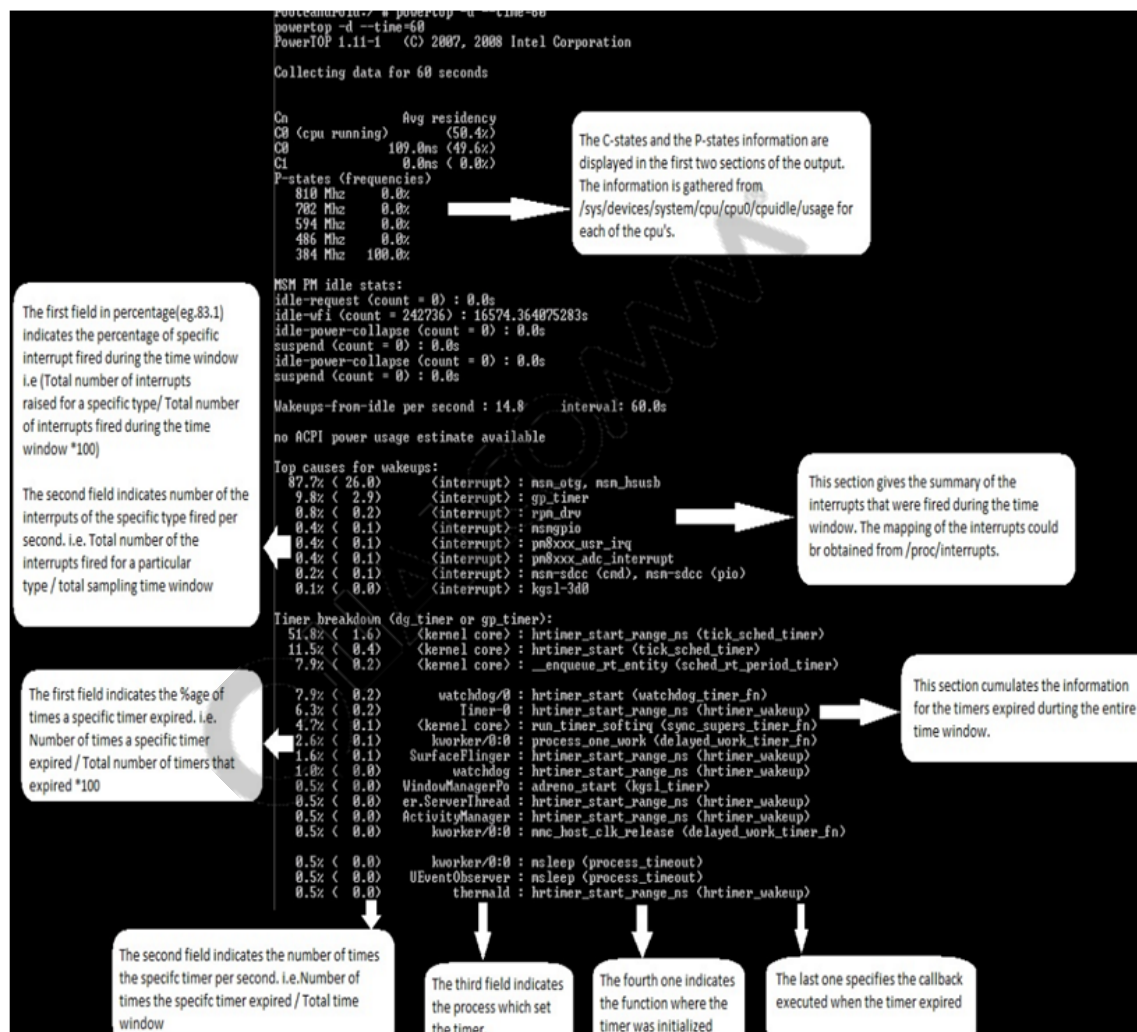 root@android:/ # powertop -d --time=60
powertop -d --time=60
PowerTOP 1.11-1 (C) 2007, 2008 Intel Corporation
Collecting data for 60 seconds
Cn Avg residency
C0 (cpu running) (50.4%)
C0 109.0ms (49.6%)
C1 0.0ms ( 0.0%)
P-states (frequencies)
810 Mhz 0.0%
702 Mhz 0.0%
594 Mhz 0.0%
486 Mhz 0.0%
384 Mhz 100.0%
The C-states and the P-states information are
displayed in the first two sections of the output.
The information is gathered from
/sys/devices/system/cpu/cpu0/cpuidle/usage for
each of the cpu's.
MSM PM idle stats:
idle-request (count = 0) : 0.0s
idle-wfi (count = 242736) : 16574.364075283s
idle-power-collapse (count = 0) : 0.0s
suspend (count = 0) : 0.0s
idle-power-collapse (count = 0) : 0.0s
suspend (count = 0) : 0.0s
Wakeups-from-idle per second : 14.8 interval: 60.0s
no ACPI power usage estimate available
The first field in percentage(eg.83.1)
indicates the percentage of specific
interrupt fired during the time window
i.e (Total number of interrupts
raised for a specific type/ Total number
of interrupts fired during the time
window *100)
The second field indicates number of the
interrputs of the specific type fired per
second. i.e. Total number of the
interrupts fired for a particular
type / total sampling time window
Top causes for wakeups:
87.7% ( 26.0) <interrupt> : msm_otg, msm_hsusb
9.8% ( 2.9) <interrupt> : gp_timer
0.8% ( 0.2) <interrupt> : rpm_drv
0.4% ( 0.1) <interrupt> : msmgpio
0.4% ( 0.1) <interrupt> : pm8xxx_usr_irq
0.4% ( 0.1) <interrupt> : pm8xxx_adc_interrupt
0.2% ( 0.1) <interrupt> : msm-sdcc (cmd), msm-sdcc (pio)
0.1% ( 0.0) <interrupt> : kgsl-3d0
This section gives the summary of the
interrupts that were fired during the time
window. The mapping of the interrupts could
br obtained from /proc/interrupts.
Timer breakdown (dg_timer or gp_timer):
51.8% ( 1.6) <kernel core> : hrtimer_start_range_ns (tick_sched_timer)
11.5% ( 0.4) <kernel core> : hrtimer_start (tick_sched_timer)
7.9% ( 0.2) <kernel core> : __enqueue_rt_entity (sched_rt_period_timer)
7.9% ( 0.2) watchdog/0 : hrtimer_start (watchdog_timer_fn)
6.3% ( 0.2) Timer-0 : hrtimer_start_range_ns (hrtimer_wakeup)
4.7% ( 0.1) <kernel core> : run_timer_softirq (sync_supers_timer_fn)
2.6% ( 0.1) kworker/0:0 : process_one_work (delayed_work_timer_fn)
1.6% ( 0.1) SurfaceFlinger : hrtimer_start_range_ns (hrtimer_wakeup)
1.0% ( 0.0) watchdog : hrtimer_start_range_ns (hrtimer_wakeup)
0.5% ( 0.0) WindowManagerPo : adreno_start (kgsl_timer)
0.5% ( 0.0) er.ServerThread : hrtimer_start_range_ns (hrtimer_wakeup)
0.5% ( 0.0) ActivityManager : hrtimer_start_range_ns (hrtimer_wakeup)
0.5% ( 0.0) kworker/0:0 : mmc_host_clk_release (delayed_work_timer_fn)
0.5% ( 0.0) kworker/0:0 : msleep (process_timeout)
0.5% ( 0.0) UEventObserver : msleep (process_timeout)
0.5% ( 0.0) thermald : hrtimer_start_range_ns (hrtimer_wakeup)
The first field indicates the %age of
times a specific timer expired. i.e.
Number of times a specific timer
expired / Total number of timers that
expired *100
This section cumulates the information
for the timers expired durting the entire
time window.
The second field indicates the number of times
the specifc timer per second. i.e.Number of
times the specifc timer expired / Total time
window
The third field indicates
the process which set
the timer
The fourth one indicates
the function where the
timer was initialized
The last one specifies the callback
executed when the timer expired
QUALCOMM